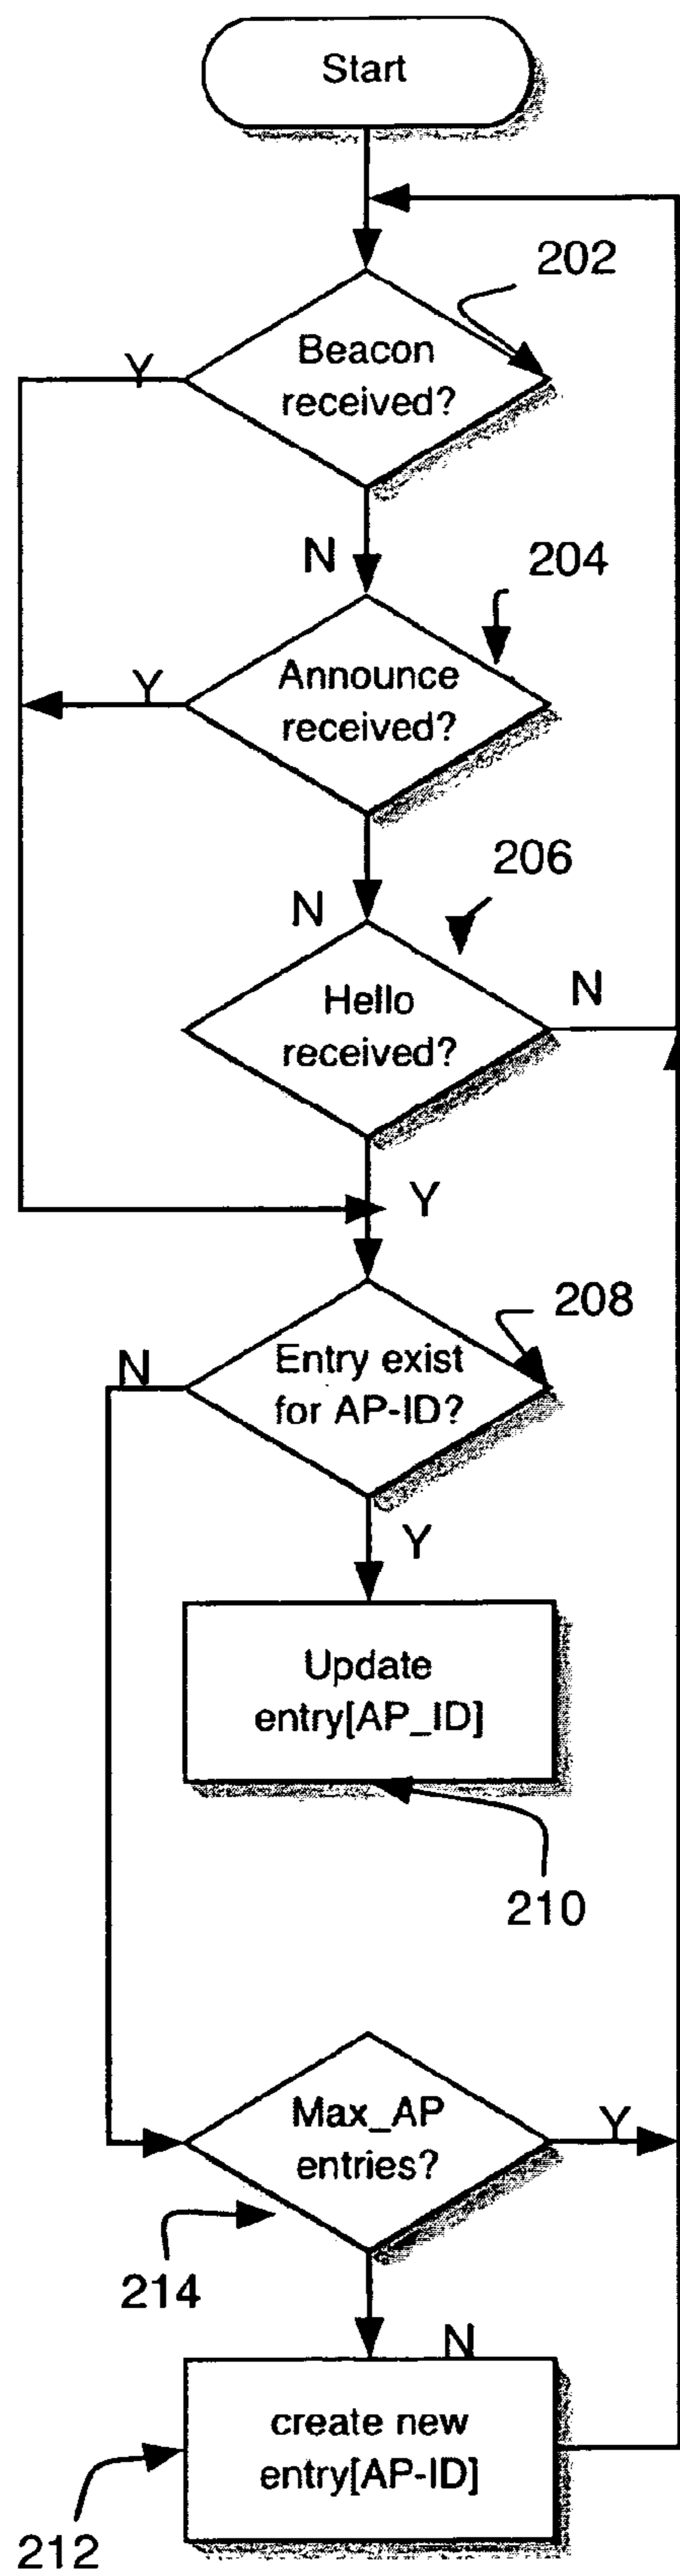 Start
202
Beacon
received?
Y
N
204
Announce
received?
Y
N
206
Hello
received?
N
Y
208
Entry exist
for AP-ID?
N
Y
Update
entry[AP_ID]
210
Max_AP
entries?
Y
214
N
create new
entry[AP-ID]
212